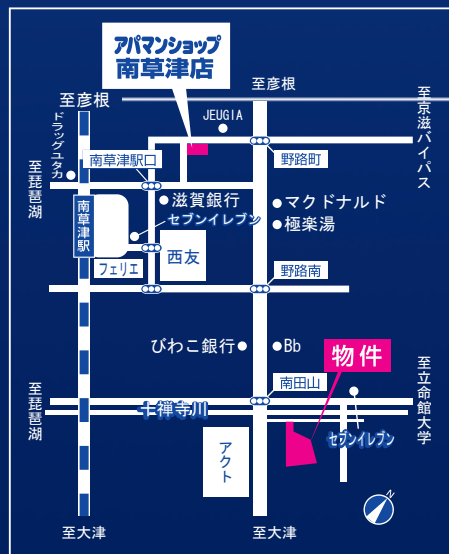 アパマンショップ
南草津店
至彦根
至彦根
JEUGIA
至京滋バイパス
ドラッグユタカ
南草津駅口
野路町
至琵琶湖
滋賀銀行
マクドナルド
セブンイレブン
極楽湯
南草津駅
西友
フェリエ
野路南
びわこ銀行
Bb
物件
南田山
至立命館大学
至琵琶湖
十禅寺川
セブンイレブン
アクト
N
至大津
至大津